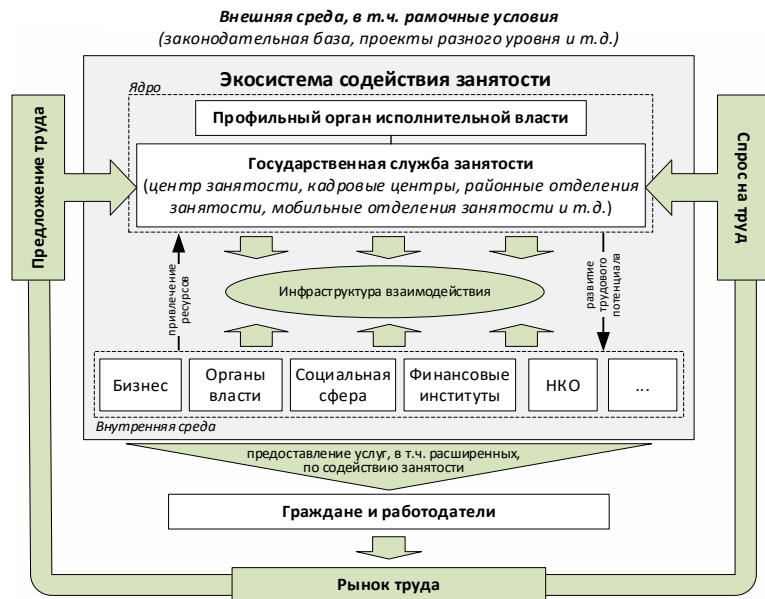 Внешняя среда, в т.ч. рамочные условия
(законодательная база, проекты разного уровня и т.д.)
Экосистема содействия занятости
Ядро
Профильный орган исполнительной власти
Государственная служба занятости
(центр занятости, кадровые центры, районные отделения
занятости, мобильные отделения занятости и т.д.)
Предложение труда
Спрос на труд
привлечение
ресурсов
Инфраструктура взаимодействия
развитие
трудового
потенциала
Бизнес
Органы
власти
Социальная
сфера
Финансовые
институты
НКО
...
Внутренняя среда
предоставление услуг, в т.ч. расширенных,
по содействию занятости
Граждане и работодатели
Рынок труда